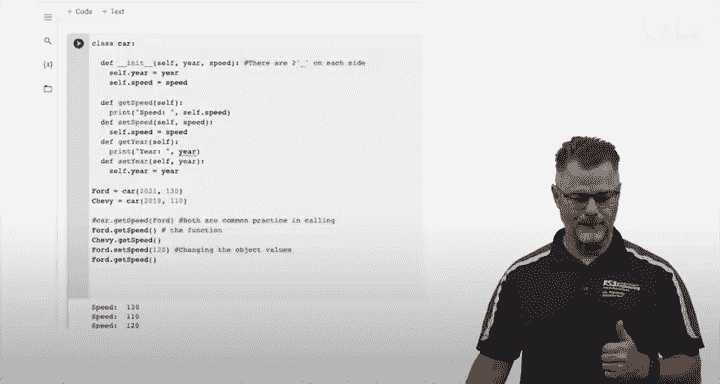 + Code + Text
class car:
def __init__(self, year, speed): #There are 2'_' on each side
self.year = year
self.speed = speed
def getSpeed(self):
print("Speed: ", self.speed)
def setSpeed(self, speed):
self.speed = speed
def getYear(self):
print("Year: ", year)
def setYear(self, year):
self.year = year
Ford = car(2021, 130)
Chevy = car(2019, 110)
#car.getSpeed(Ford) #Both are common practice in calling
Ford.getSpeed() # the function
Chevy.getSpeed()
Ford.setSpeed(120) #Changing the object values
Ford.getSpeed()
Speed: 130
Speed: 110
Speed: 120